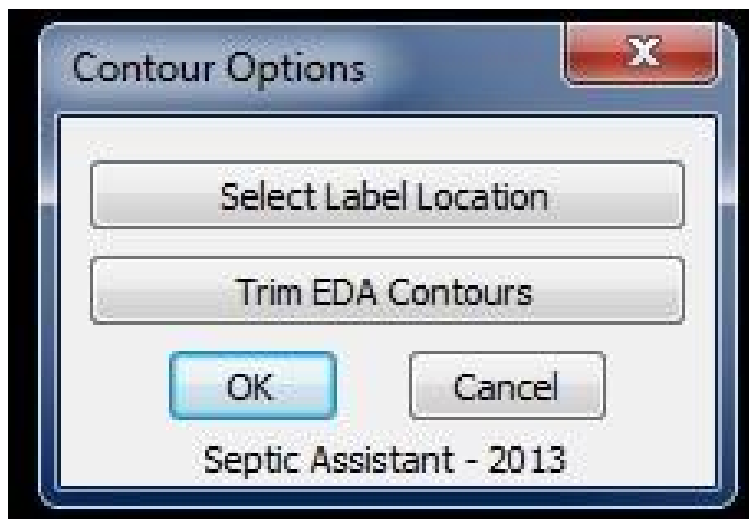 Contour Options
Select Label Location
Trim EDA Contours
OK Cancel
Septic Assistant - 2013